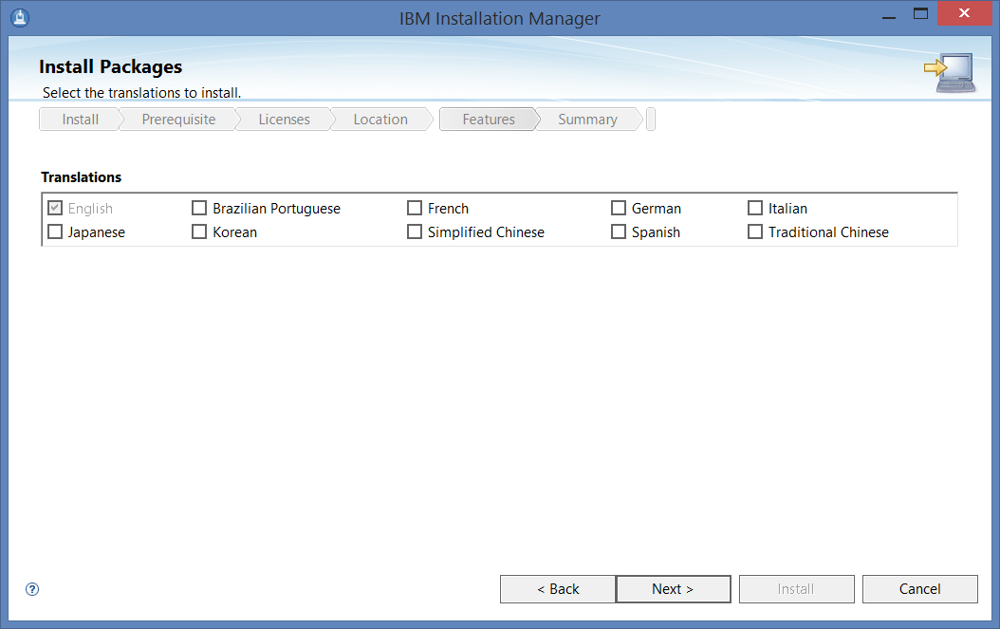 IBM Installation Manager
Install Packages
Select the translations to install.
Install Prerequisite Licenses Location Features Summary
Translations
English Brazilian Portuguese French German Italian
Japanese Korean Simplified Chinese Spanish Traditional Chinese
? < Back Next > Install Cancel